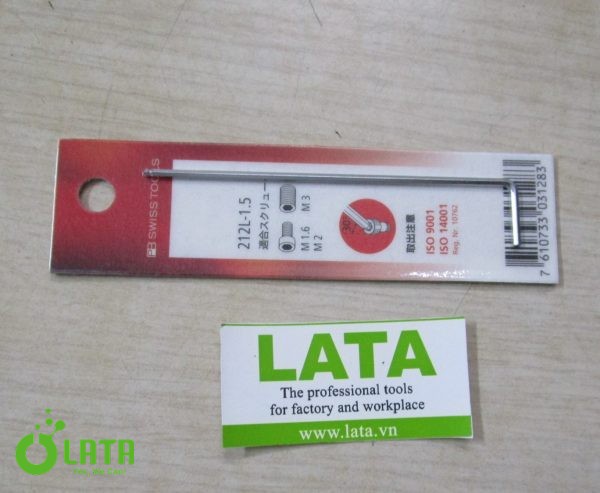 PB SWISS TOOLS
212L-1.5
適合スクリュー
M 1.6
M 2
M 3
30°
取出注意
ISO 9001
ISO 14001
Reg. Nr. 10762
7 610733 031283
LATA
The professional tools
for factory and workplace
www.lata.vn
LATA